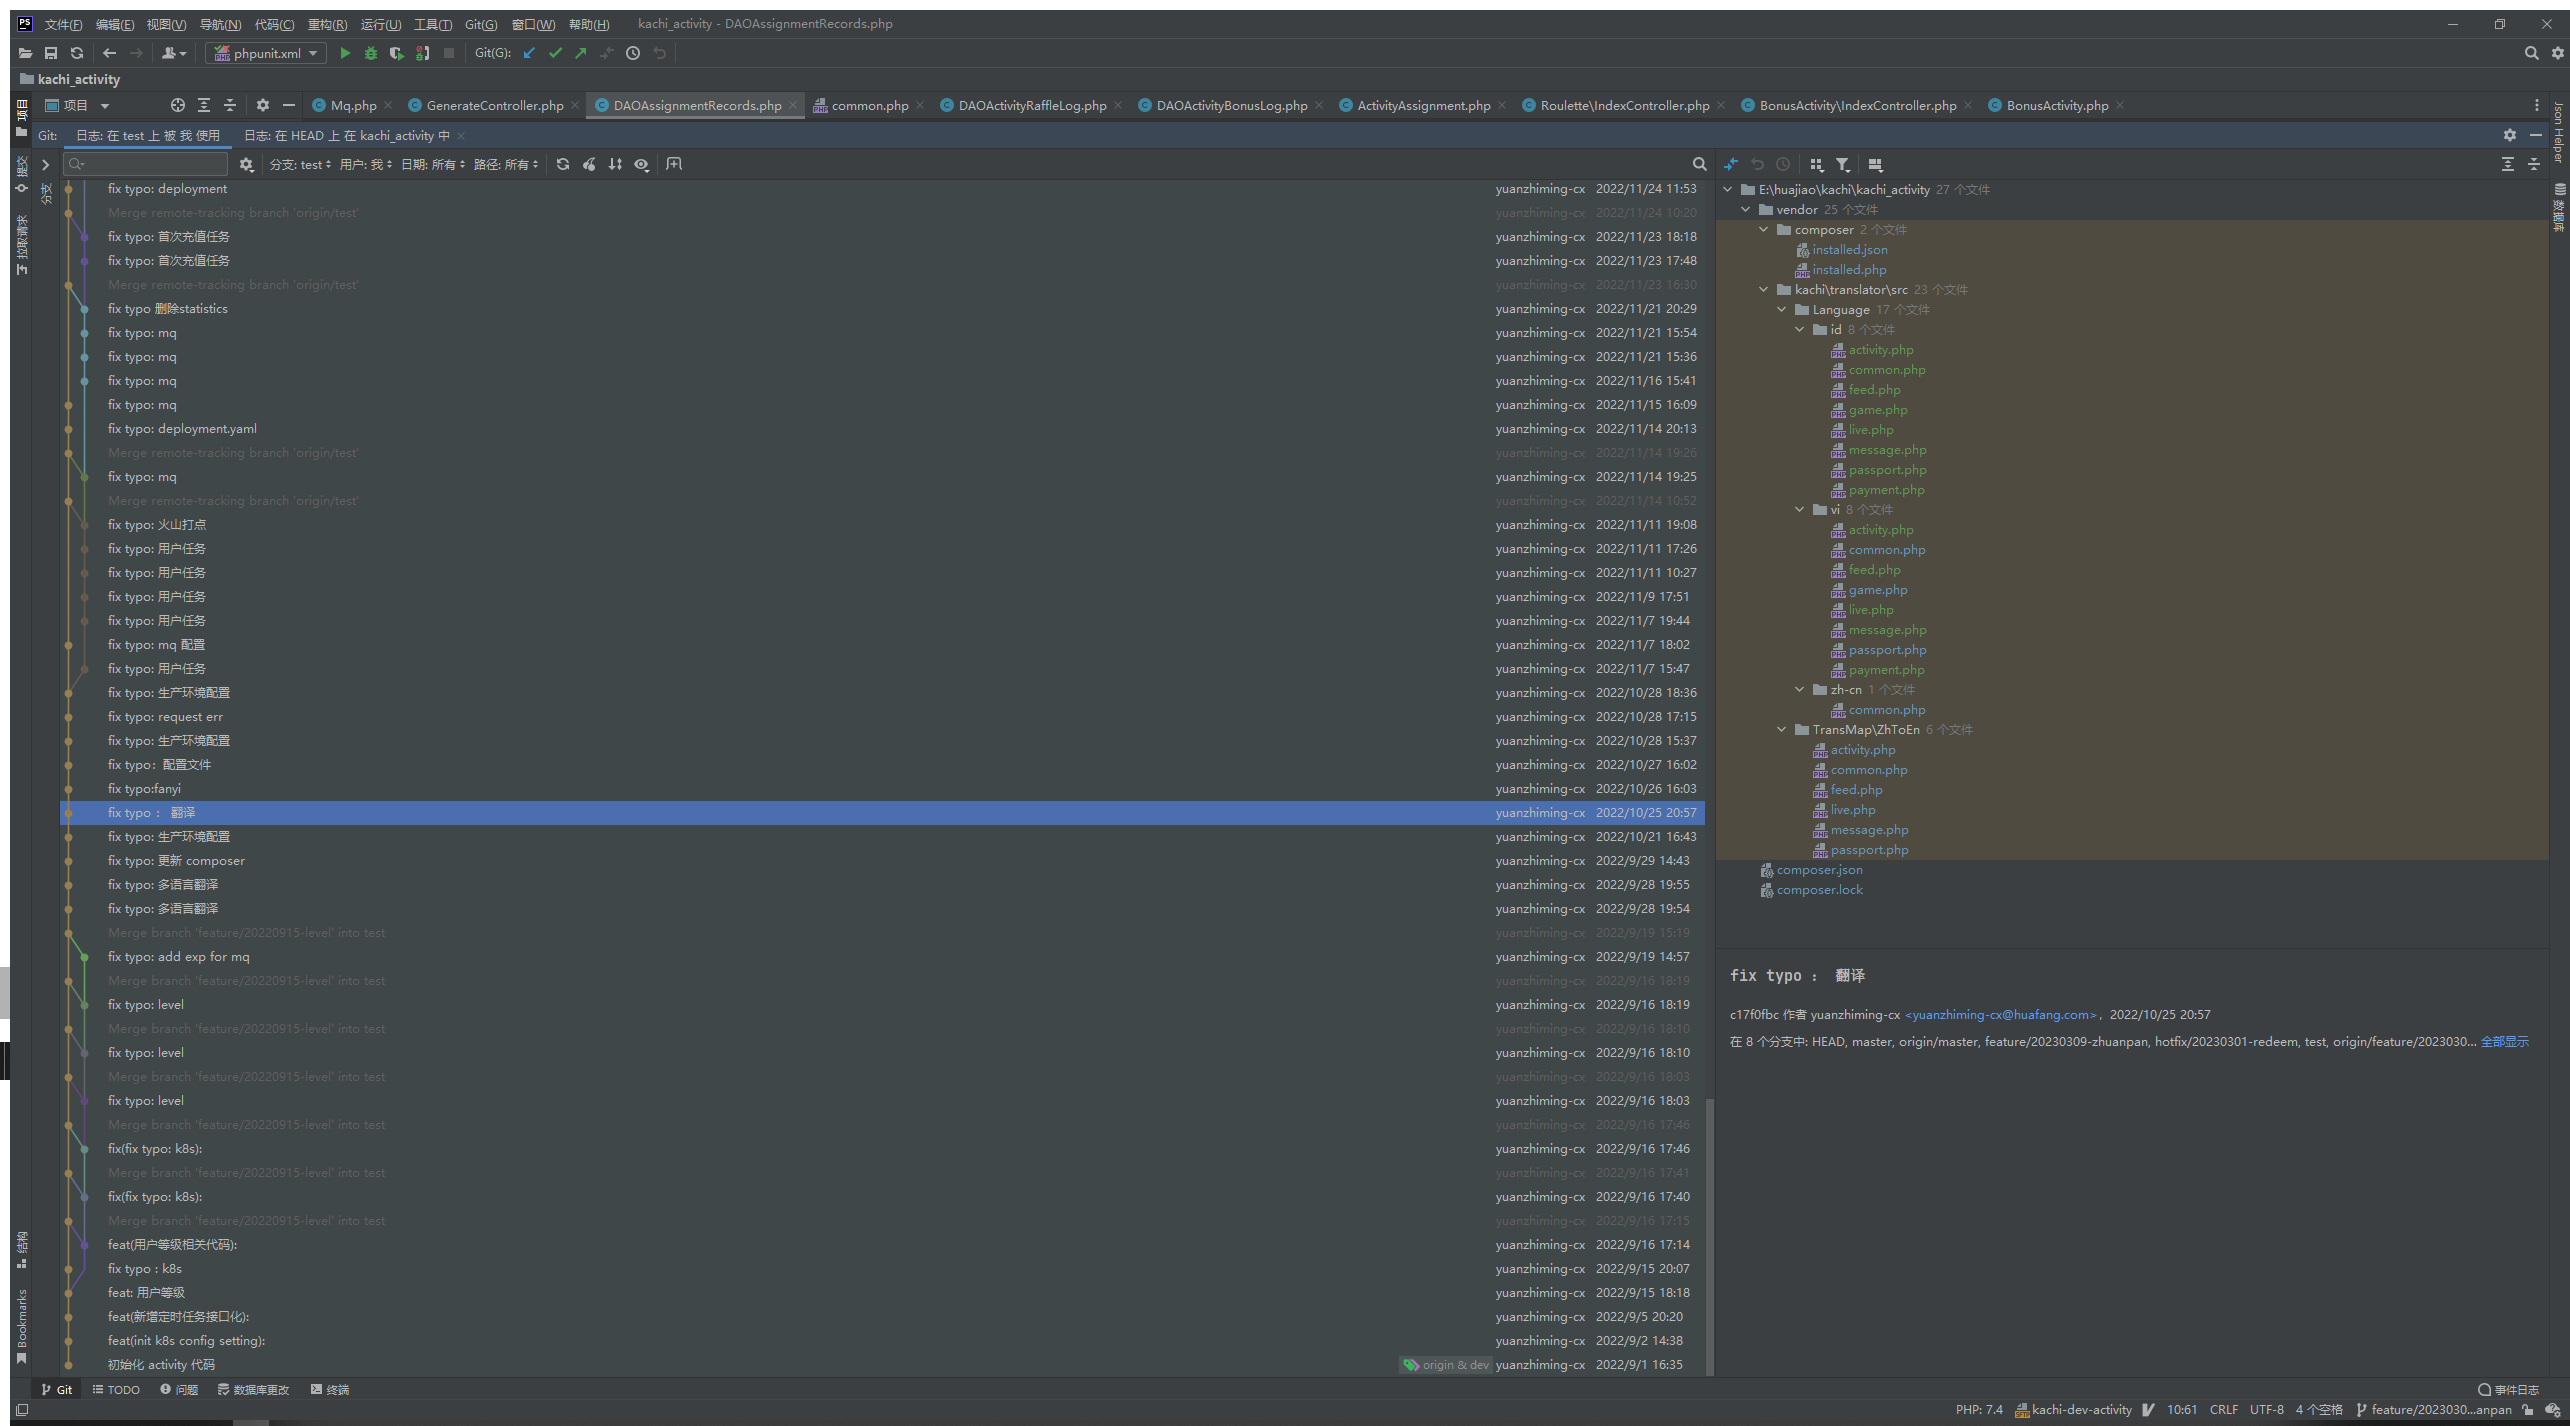 PS 文件(F) 编辑(E) 视图(V) 导航(N) 代码(C) 重构(R) 运行(U) 工具(T) Git(G) 窗口(W) 帮助(H) kachi_activity - DAOAssignmentRecords.php
phpunit.xml Git(G):
kachi_activity
项目 Mq.php GenerateController.php DAOAssignmentRecords.php common.php DAOActivityRaffleLog.php DAOActivityBonusLog.php ActivityAssignment.php Roulette\IndexController.php BonusActivity\IndexController.php BonusActivity.php
Git: 日志: 在 test 上 被 我 使用 日志: 在 HEAD 上 在 kachi_activity 中
分支: test 用户: 我 日期: 所有 路径: 所有
项目
提交
拉取请求
分支
结构
Bookmarks
fix typo: deployment yuanzhiming-cx 2022/11/24 11:53
Merge remote-tracking branch 'origin/test' yuanzhiming-cx 2022/11/24 10:20
fix typo: 首次充值任务 yuanzhiming-cx 2022/11/23 18:18
fix typo: 首次充值任务 yuanzhiming-cx 2022/11/23 17:48
Merge remote-tracking branch 'origin/test' yuanzhiming-cx 2022/11/23 16:30
fix typo 删除statistics yuanzhiming-cx 2022/11/21 20:29
fix typo: mq yuanzhiming-cx 2022/11/21 15:54
fix typo: mq yuanzhiming-cx 2022/11/21 15:36
fix typo: mq yuanzhiming-cx 2022/11/16 15:41
fix typo: mq yuanzhiming-cx 2022/11/15 16:09
fix typo: deployment.yaml yuanzhiming-cx 2022/11/14 20:13
Merge remote-tracking branch 'origin/test' yuanzhiming-cx 2022/11/14 19:26
fix typo: mq yuanzhiming-cx 2022/11/14 19:25
Merge remote-tracking branch 'origin/test' yuanzhiming-cx 2022/11/14 10:52
fix typo: 火山打点 yuanzhiming-cx 2022/11/11 19:08
fix typo: 用户任务 yuanzhiming-cx 2022/11/11 17:26
fix typo: 用户任务 yuanzhiming-cx 2022/11/11 10:27
fix typo: 用户任务 yuanzhiming-cx 2022/11/9 17:51
fix typo: 用户任务 yuanzhiming-cx 2022/11/7 19:44
fix typo: mq 配置 yuanzhiming-cx 2022/11/7 18:02
fix typo: 用户任务 yuanzhiming-cx 2022/11/7 15:47
fix typo: 生产环境配置 yuanzhiming-cx 2022/10/28 18:36
fix typo: request err yuanzhiming-cx 2022/10/28 17:15
fix typo: 生产环境配置 yuanzhiming-cx 2022/10/28 15:37
fix typo：配置文件 yuanzhiming-cx 2022/10/27 16:02
fix typo:fanyi yuanzhiming-cx 2022/10/26 16:03
fix typo： 翻译 yuanzhiming-cx 2022/10/25 20:57
fix typo: 生产环境配置 yuanzhiming-cx 2022/10/21 16:43
fix typo: 更新 composer yuanzhiming-cx 2022/9/29 14:43
fix typo: 多语言翻译 yuanzhiming-cx 2022/9/28 19:55
fix typo: 多语言翻译 yuanzhiming-cx 2022/9/28 19:54
Merge branch 'feature/20220915-level' into test yuanzhiming-cx 2022/9/19 15:19
fix typo: add exp for mq yuanzhiming-cx 2022/9/19 14:57
Merge branch 'feature/20220915-level' into test yuanzhiming-cx 2022/9/16 18:19
fix typo: level yuanzhiming-cx 2022/9/16 18:19
Merge branch 'feature/20220915-level' into test yuanzhiming-cx 2022/9/16 18:10
fix typo: level yuanzhiming-cx 2022/9/16 18:10
Merge branch 'feature/20220915-level' into test yuanzhiming-cx 2022/9/16 18:03
fix typo: level yuanzhiming-cx 2022/9/16 18:03
Merge branch 'feature/20220915-level' into test yuanzhiming-cx 2022/9/16 17:46
fix(fix typo: k8s): yuanzhiming-cx 2022/9/16 17:46
Merge branch 'feature/20220915-level' into test yuanzhiming-cx 2022/9/16 17:41
fix(fix typo: k8s): yuanzhiming-cx 2022/9/16 17:40
Merge branch 'feature/20220915-level' into test yuanzhiming-cx 2022/9/16 17:15
feat(用户等级相关代码): yuanzhiming-cx 2022/9/16 17:14
fix typo : k8s yuanzhiming-cx 2022/9/15 20:07
feat: 用户等级 yuanzhiming-cx 2022/9/15 18:18
feat(新增定时任务接口化): yuanzhiming-cx 2022/9/5 20:20
feat(init k8s config setting): yuanzhiming-cx 2022/9/2 14:38
初始化 activity 代码 origin & dev yuanzhiming-cx 2022/9/1 16:35
E:\huajiao\kachi\kachi_activity 27 个文件
vendor 25 个文件
composer 2 个文件
installed.json
installed.php
kachi\translator\src 23 个文件
Language 17 个文件
id 8 个文件
activity.php
common.php
feed.php
game.php
live.php
message.php
passport.php
payment.php
vi 8 个文件
activity.php
common.php
feed.php
game.php
live.php
message.php
passport.php
payment.php
zh-cn 1 个文件
common.php
TransMap\ZhToEn 6 个文件
activity.php
common.php
feed.php
live.php
message.php
passport.php
composer.json
composer.lock
fix typo： 翻译
c17f0fbc 作者 yuanzhiming-cx <yuanzhiming-cx@huafang.com>，2022/10/25 20:57
在 8 个分支中: HEAD, master, origin/master, feature/20230309-zhuanpan, hotfix/20230301-redeem, test, origin/feature/2023030... 全部显示
Json Helper
数据库
Git TODO 问题 数据库更改 终端 事件日志
PHP: 7.4 kachi-dev-activity 10:61 CRLF UTF-8 4 个空格 feature/2023030...anpan